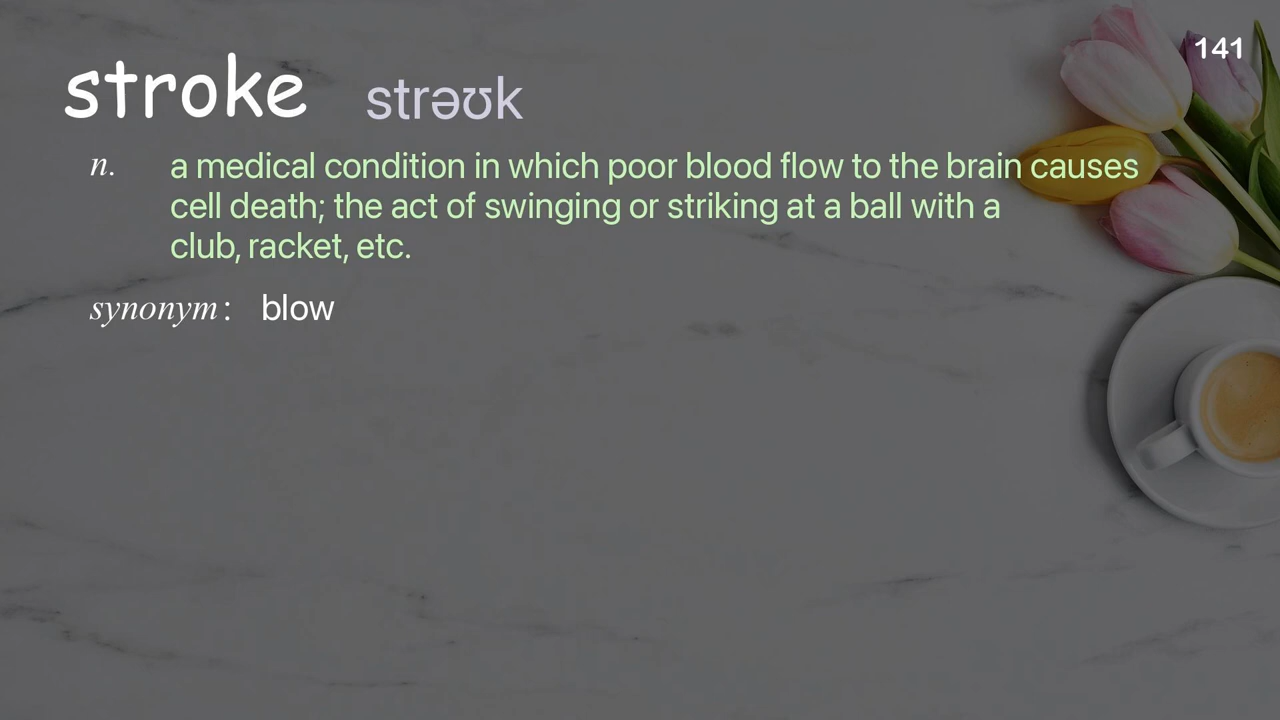 141
stroke strəʊk
n. a medical condition in which poor blood flow to the brain causes
cell death; the act of swinging or striking at a ball with a
club, racket, etc.
synonym: blow